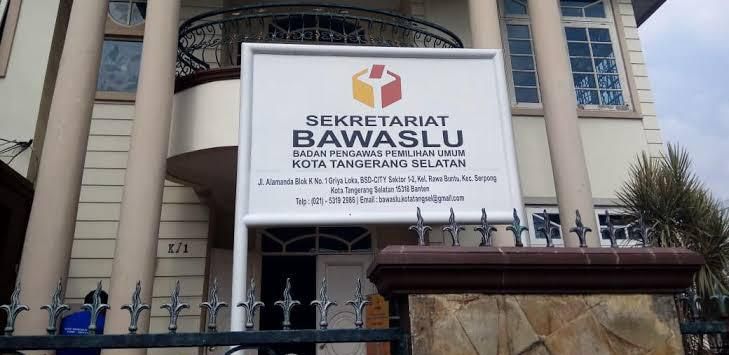 SEKRETARIAT
BAWASLU
BADAN PENGAWAS PEMILIHAN UMUM
KOTA TANGERANG SELATAN
Jl. Alamanda Blok K No. 1 Griya Loka, BSD-CITY Sektor 1-2, Kel. Rawa Buntu, Kec. Serpong
Kota Tangerang Selatan 15318 Banten
Telp : (021) - 5319 2986 | Email : bawaslu.kotatangsel@gmail.com
K/1